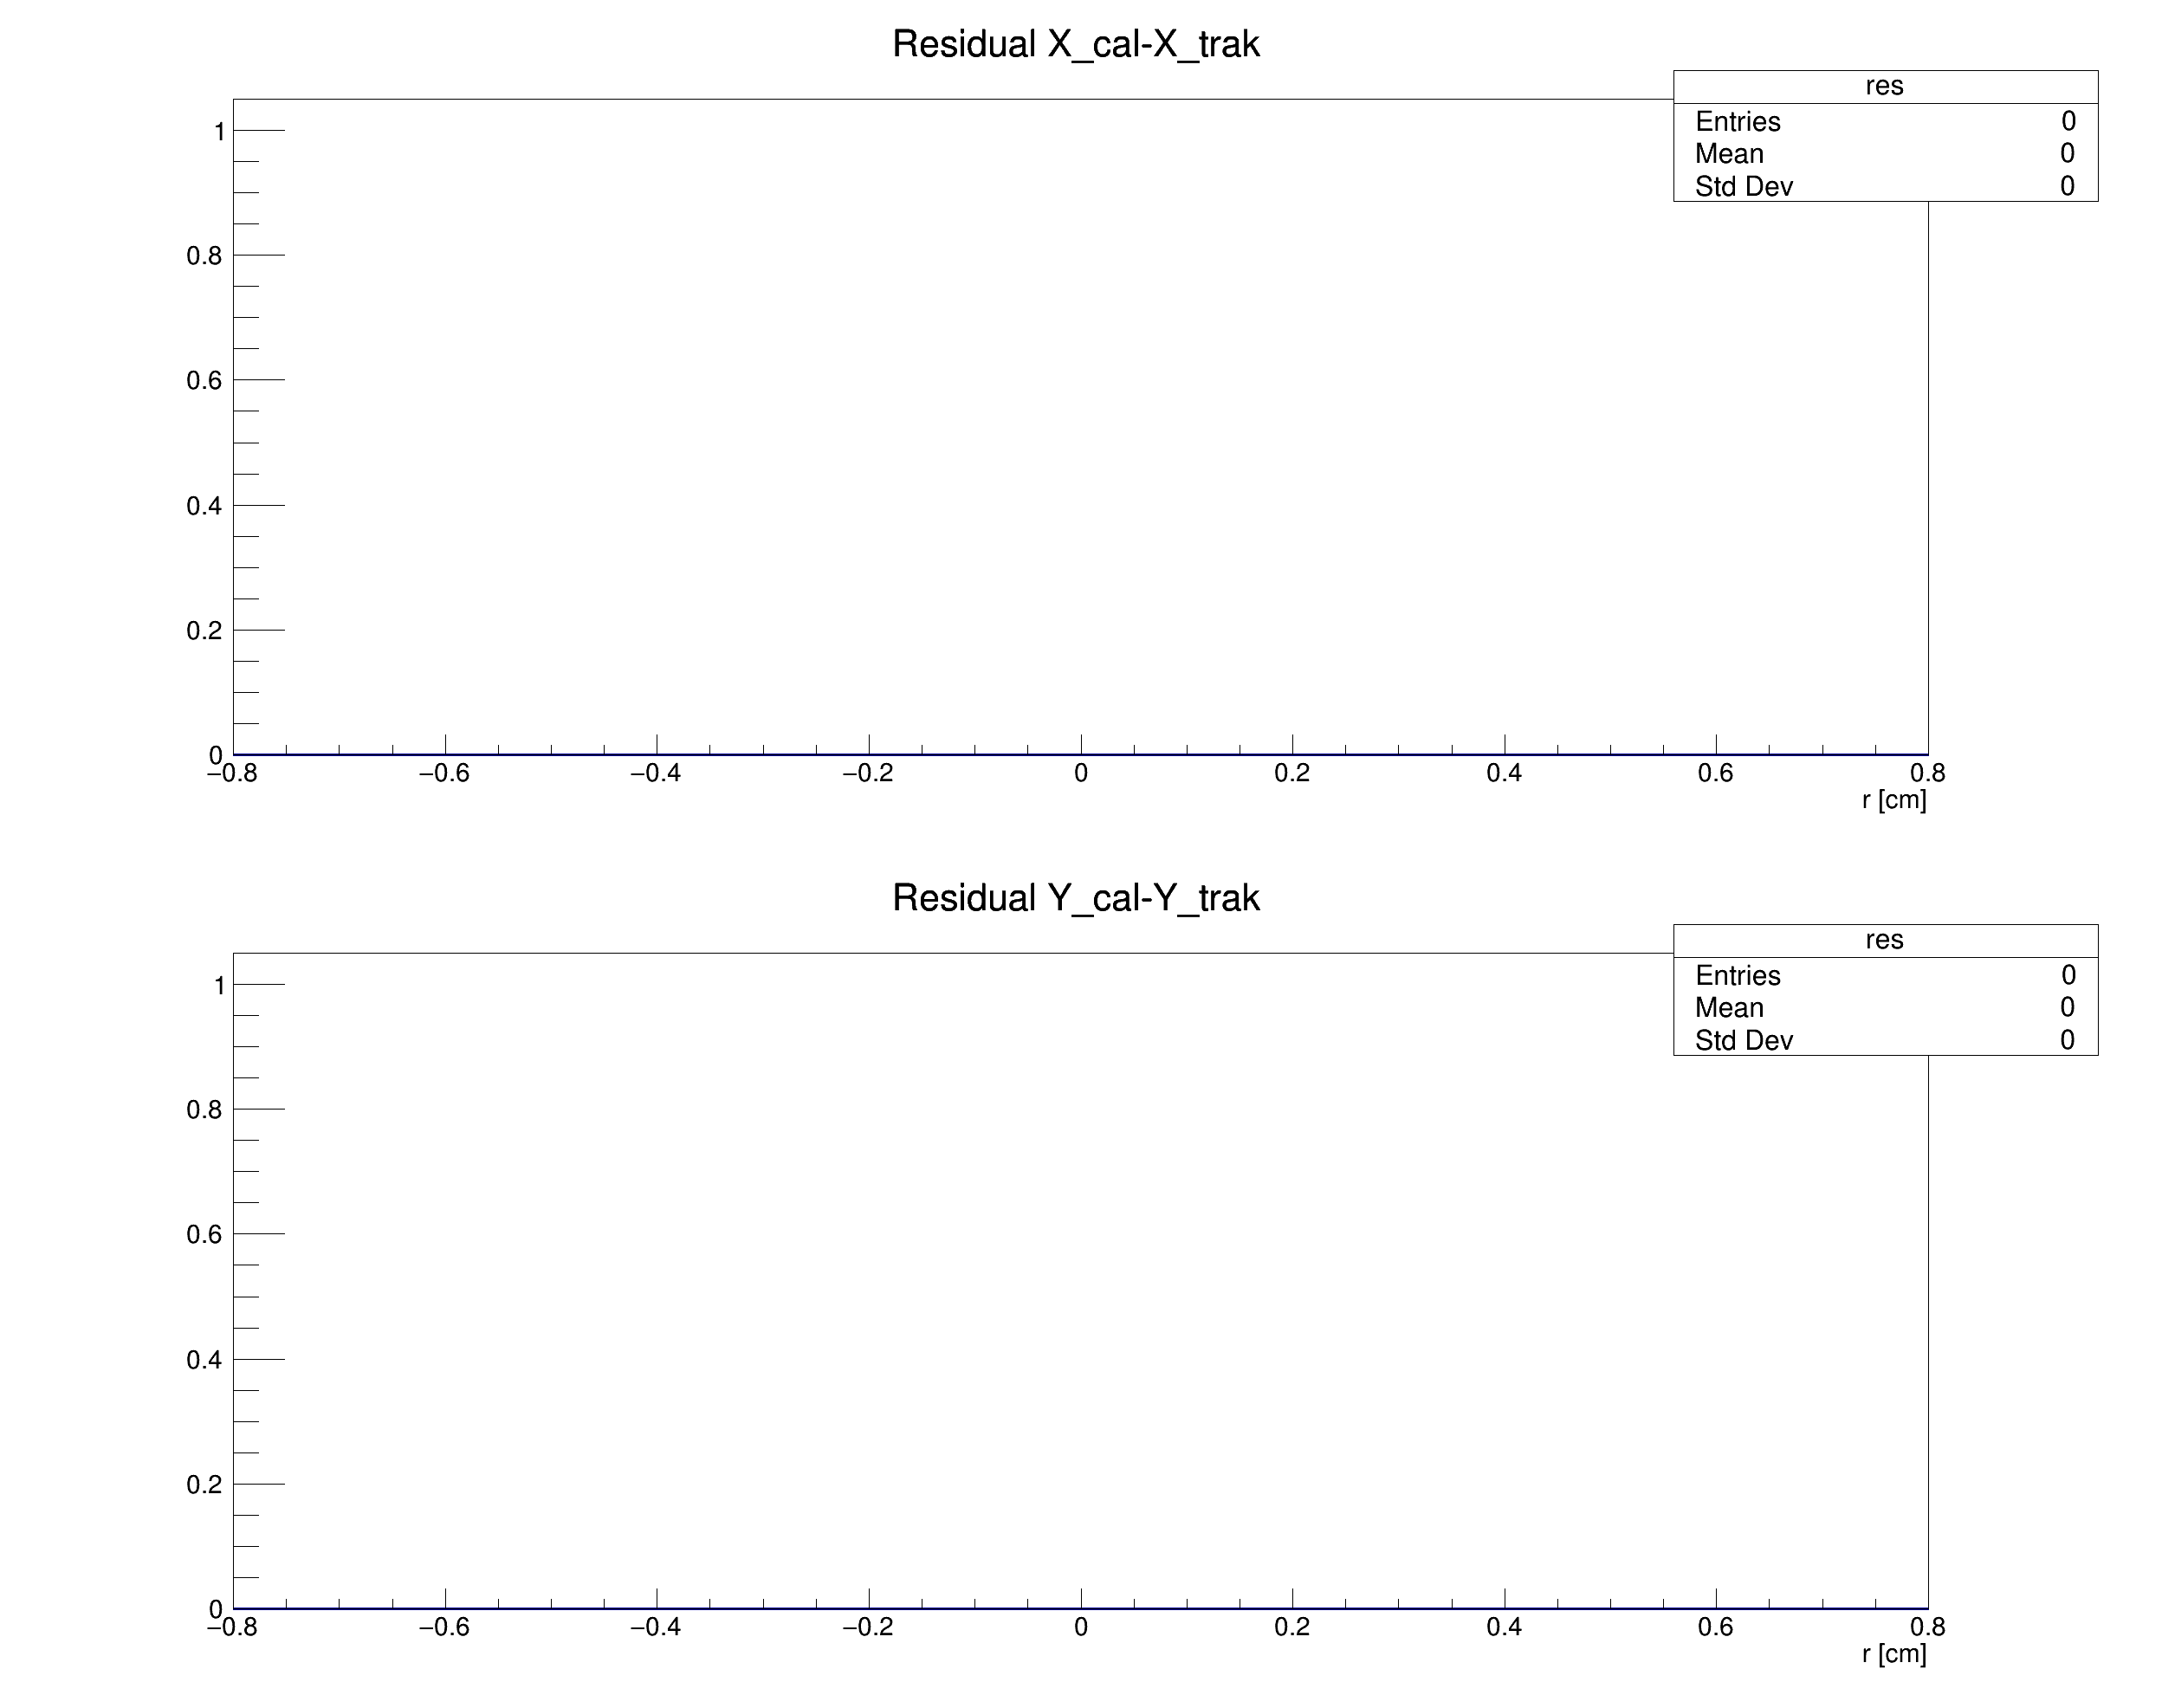 Residual X_cal-X_trak
res
Entries 0
Mean 0
Std Dev 0
1
0.8
0.6
0.4
0.2
0
−0.8 −0.6 −0.4 −0.2 0 0.2 0.4 0.6 0.8
r [cm]
Residual Y_cal-Y_trak
res
Entries 0
Mean 0
Std Dev 0
1
0.8
0.6
0.4
0.2
0
−0.8 −0.6 −0.4 −0.2 0 0.2 0.4 0.6 0.8
r [cm]